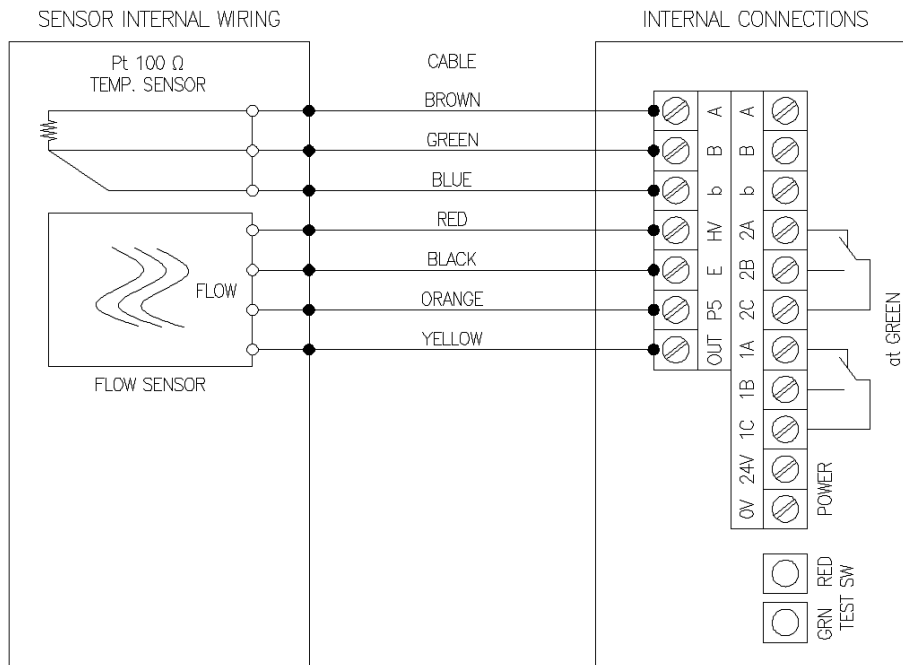 SENSOR INTERNAL WIRING
INTERNAL CONNECTIONS
Pt 100 Ω
TEMP. SENSOR
CABLE
BROWN
GREEN
BLUE
RED
BLACK
ORANGE
YELLOW
FLOW
FLOW SENSOR
A
B
b
HV
E
P5
OUT
A
B
b
2A
2B
2C
1A
1B
1C
24V
0V
at GREEN
POWER
RED
GRN
TEST SW